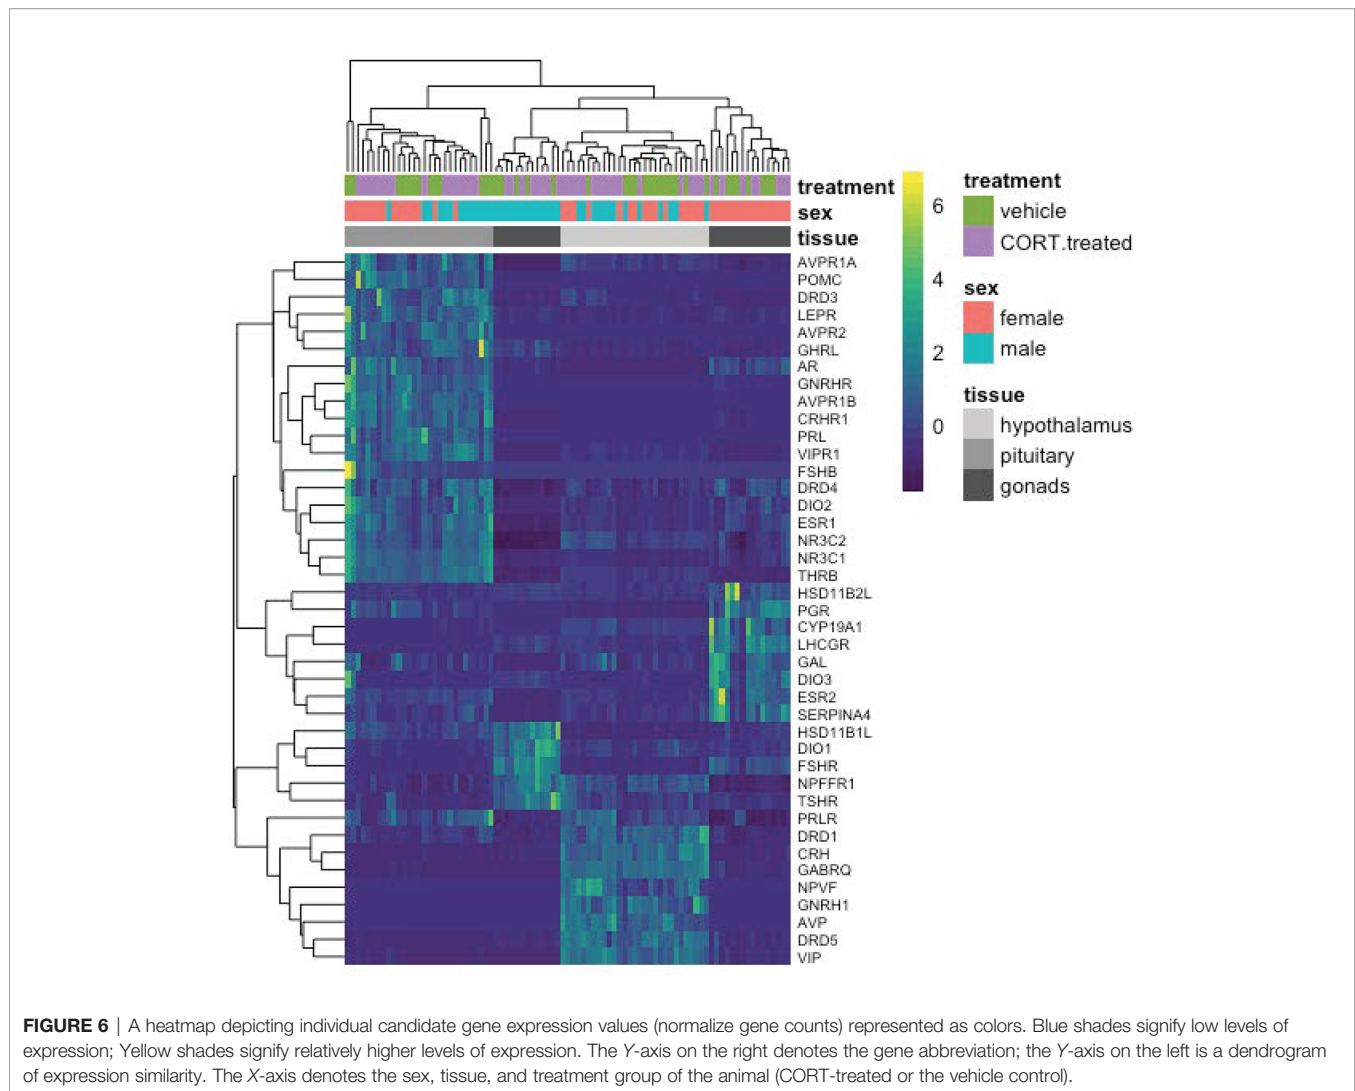 treatment
sex
tissue
AVPR1A
POMC
DRD3
LEPR
AVPR2
GHRL
AR
GNRHR
AVPR1B
CRHR1
PRL
VIPR1
FSHB
DRD4
DIO2
ESR1
NR3C2
NR3C1
THRB
HSD11B2L
PGR
CYP19A1
LHCGR
GAL
DIO3
ESR2
SERPINA4
HSD11B1L
DIO1
FSHR
NPFFR1
TSHR
PRLR
DRD1
CRH
GABRQ
NPVF
GNRH1
AVP
DRD5
VIP
6
4
2
0
treatment
vehicle
CORT.treated
sex
female
male
tissue
hypothalamus
pituitary
gonads
FIGURE 6 | A heatmap depicting individual candidate gene expression values (normalize gene counts) represented as colors. Blue shades signify low levels of
expression; Yellow shades signify relatively higher levels of expression. The Y-axis on the right denotes the gene abbreviation; the Y-axis on the left is a dendrogram
of expression similarity. The X-axis denotes the sex, tissue, and treatment group of the animal (CORT-treated or the vehicle control).